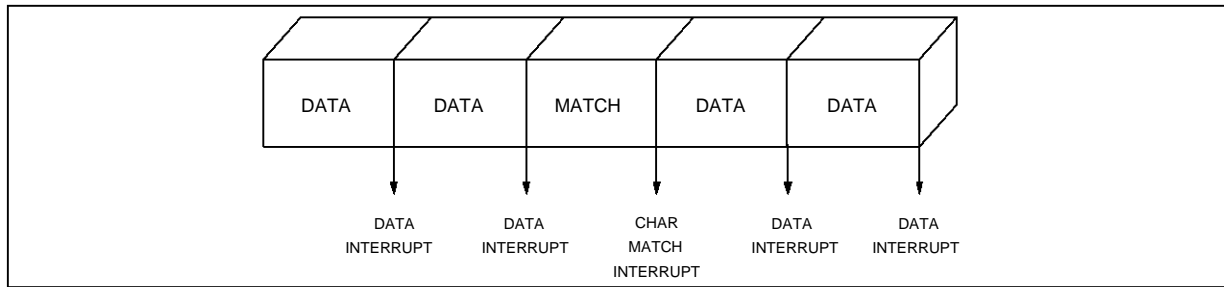 DATA
DATA
MATCH
DATA
DATA
DATA
INTERRUPT
DATA
INTERRUPT
CHAR
MATCH
INTERRUPT
DATA
INTERRUPT
DATA
INTERRUPT